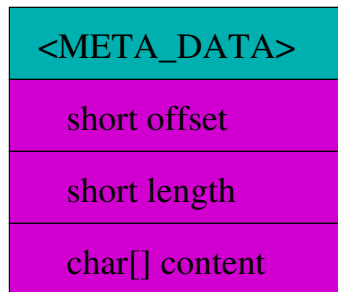 <META_DATA>
short offset
short length
char[] content